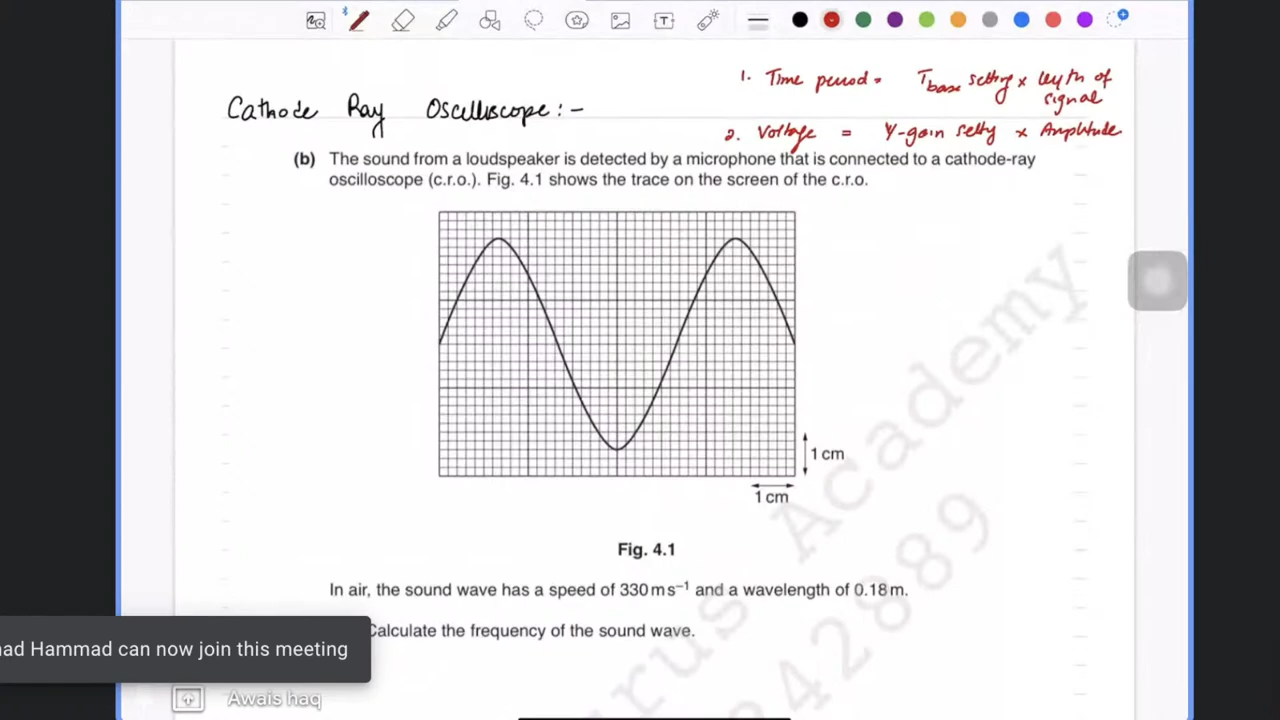 1. Time period = Tbase setting x length of
signal
Cathode Ray Oscilloscope :-
2. Voltage = Y-gain setting x Amplitude
(b) The sound from a loudspeaker is detected by a microphone that is connected to a cathode-ray
oscilloscope (c.r.o.). Fig. 4.1 shows the trace on the screen of the c.r.o.
1 cm
1 cm
Fig. 4.1
In air, the sound wave has a speed of 330 m s⁻¹ and a wavelength of 0.18 m.
Calculate the frequency of the sound wave.
Hammad can now join this meeting
Awais haq
Academy